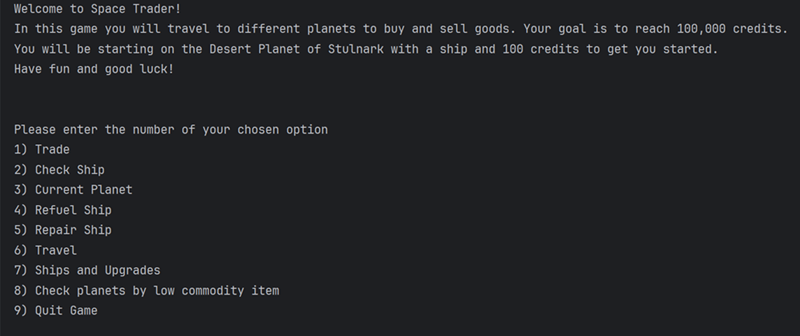 Welcome to Space Trader!
In this game you will travel to different planets to buy and sell goods. Your goal is to reach 100,000 credits.
You will be starting on the Desert Planet of Stulnark with a ship and 100 credits to get you started.
Have fun and good luck!
Please enter the number of your chosen option
1) Trade
2) Check Ship
3) Current Planet
4) Refuel Ship
5) Repair Ship
6) Travel
7) Ships and Upgrades
8) Check planets by low commodity item
9) Quit Game